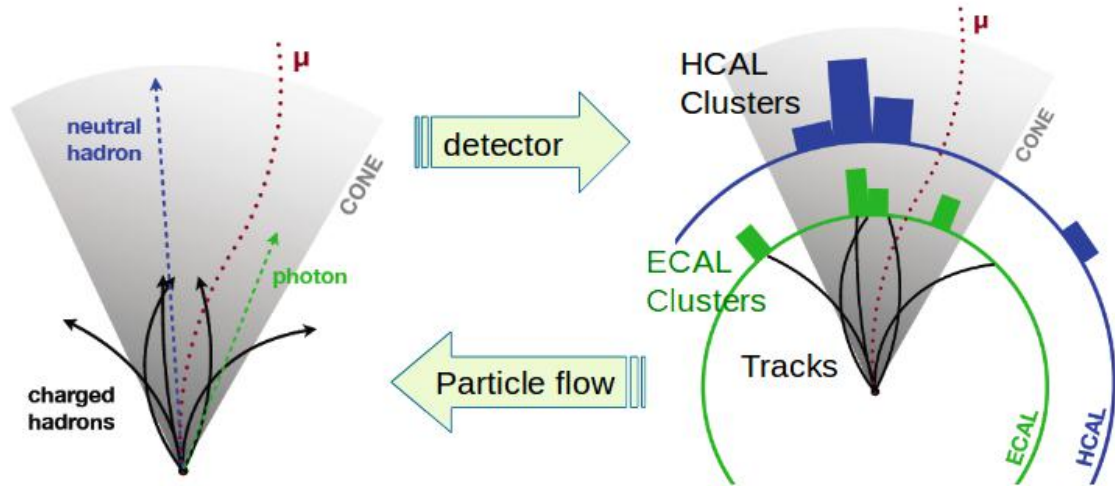 μ
neutral
hadron
CONE
photon
charged
hadrons
detector
Particle flow
μ
HCAL
Clusters
CONE
ECAL
Clusters
Tracks
ECAL
HCAL